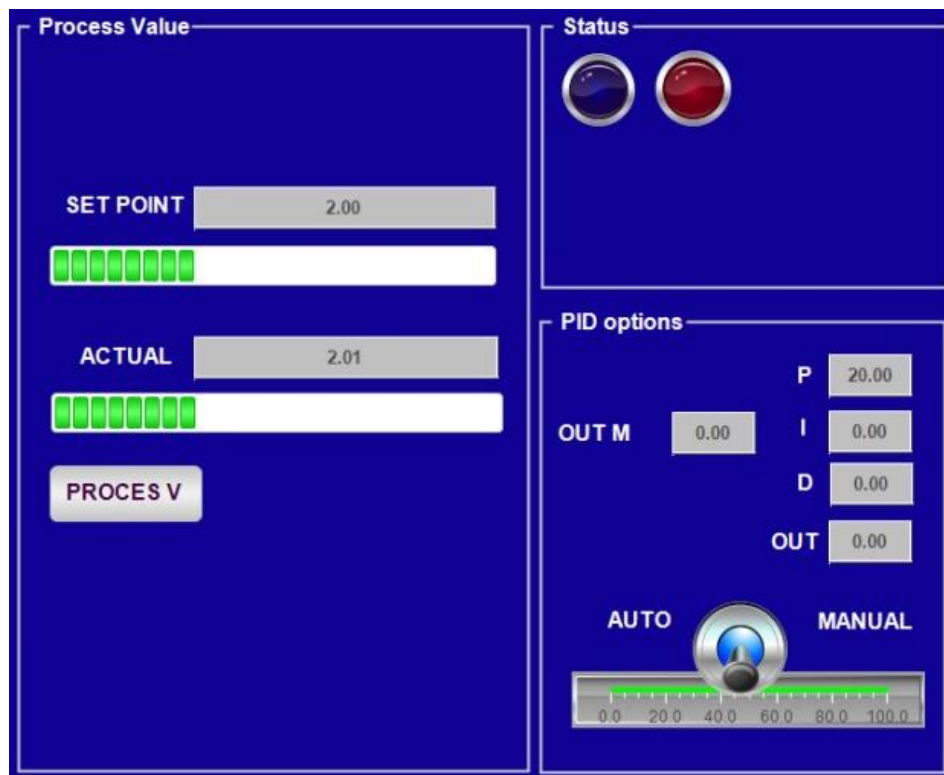 Process Value
SET POINT 2.00
ACTUAL 2.01
PROCES V
Status
PID options
P 20.00
OUT M 0.00 I 0.00
D 0.00
OUT 0.00
AUTO MANUAL
0.0 20.0 40.0 60.0 80.0 100.0